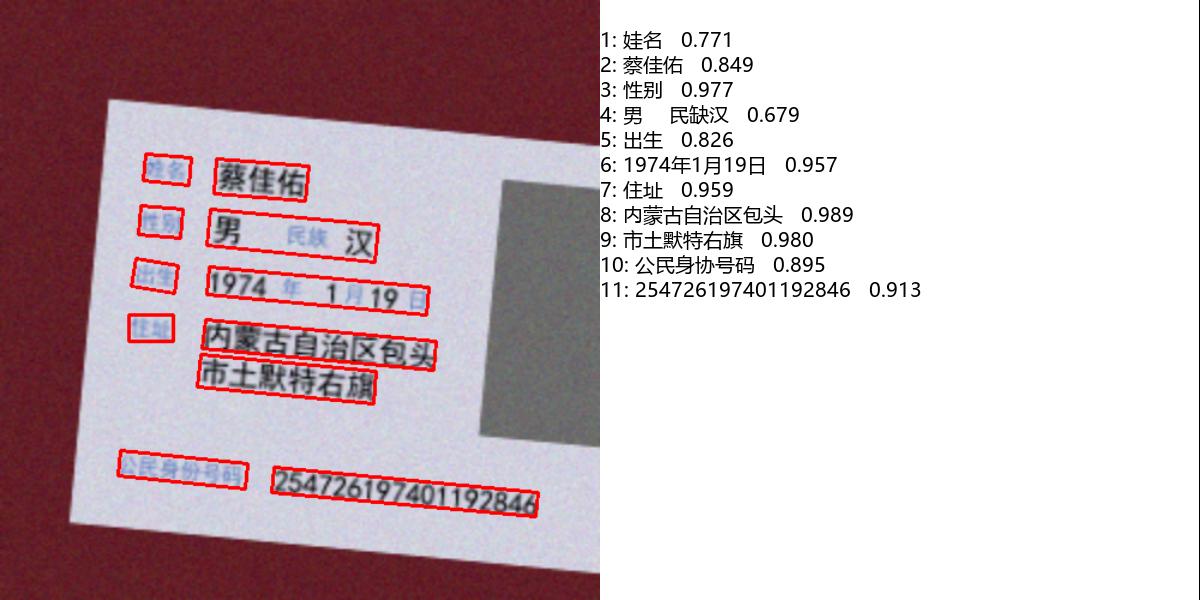 姓名 蔡佳佑
性别 男 民族 汉
出生 1974 年 1 月 19 日
住址 内蒙古自治区包头
市土默特右旗
公民身份号码 254726197401192846
1: 娃名 0.771
2: 蔡佳佑 0.849
3: 性别 0.977
4: 男 民缺汉 0.679
5: 出生 0.826
6: 1974年1月19日 0.957
7: 住址 0.959
8: 内蒙古自治区包头 0.989
9: 市土默特右旗 0.980
10: 公民身协号码 0.895
11: 254726197401192846 0.913